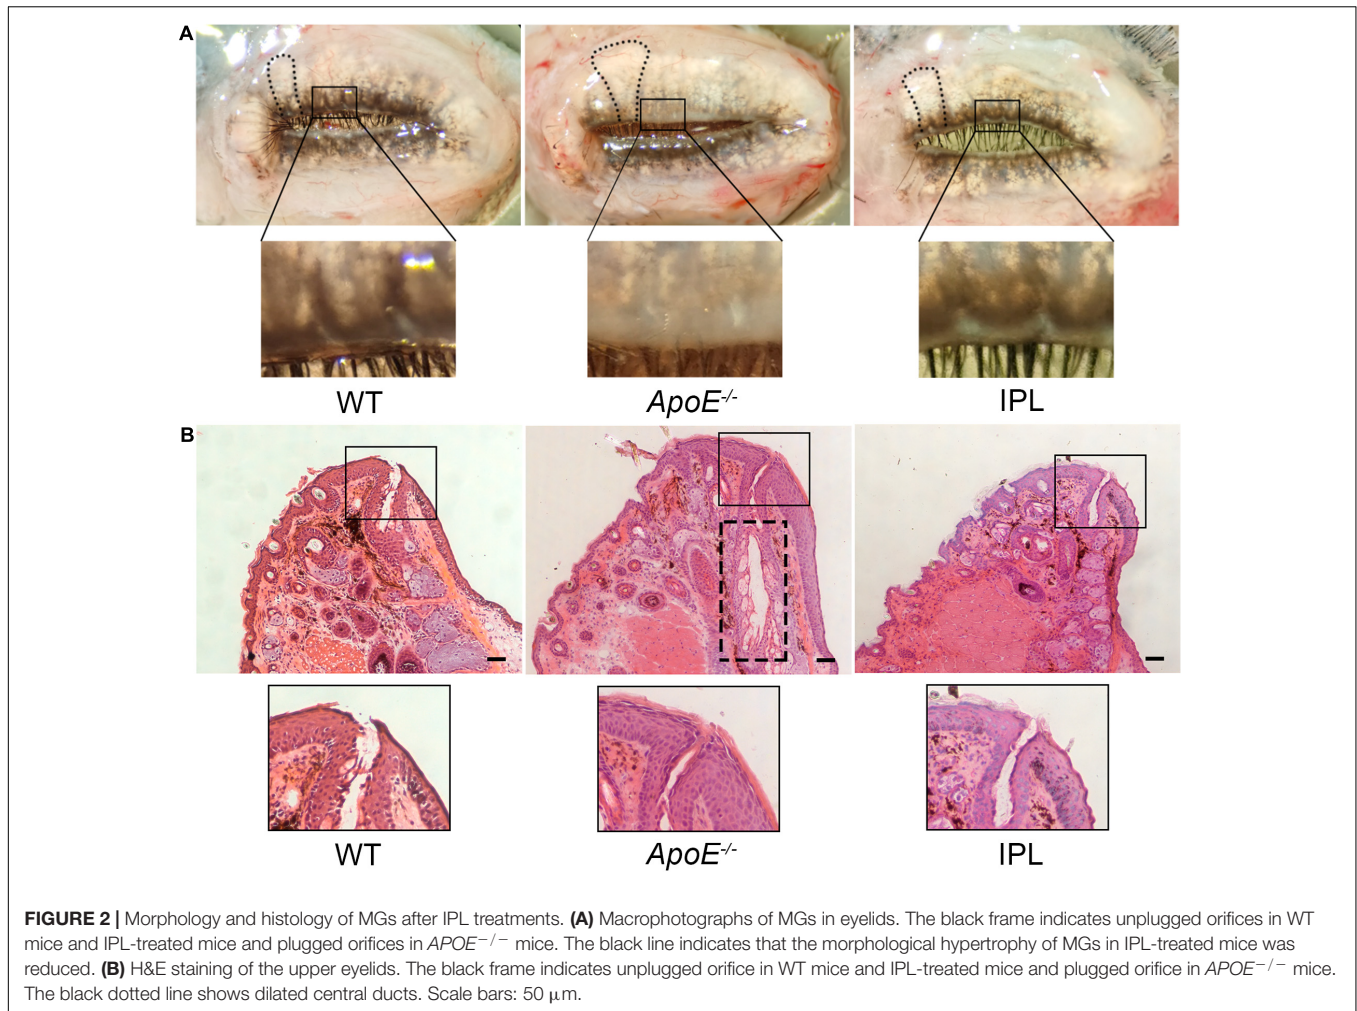 A
WT
ApoE-/-
IPL
B
WT
ApoE-/-
IPL
FIGURE 2 | Morphology and histology of MGs after IPL treatments. (A) Macrophotographs of MGs in eyelids. The black frame indicates unplugged orifices in WT
mice and IPL-treated mice and plugged orifices in APOE−/− mice. The black line indicates that the morphological hypertrophy of MGs in IPL-treated mice was
reduced. (B) H&E staining of the upper eyelids. The black frame indicates unplugged orifice in WT mice and IPL-treated mice and plugged orifice in APOE−/− mice.
The black dotted line shows dilated central ducts. Scale bars: 50 μm.